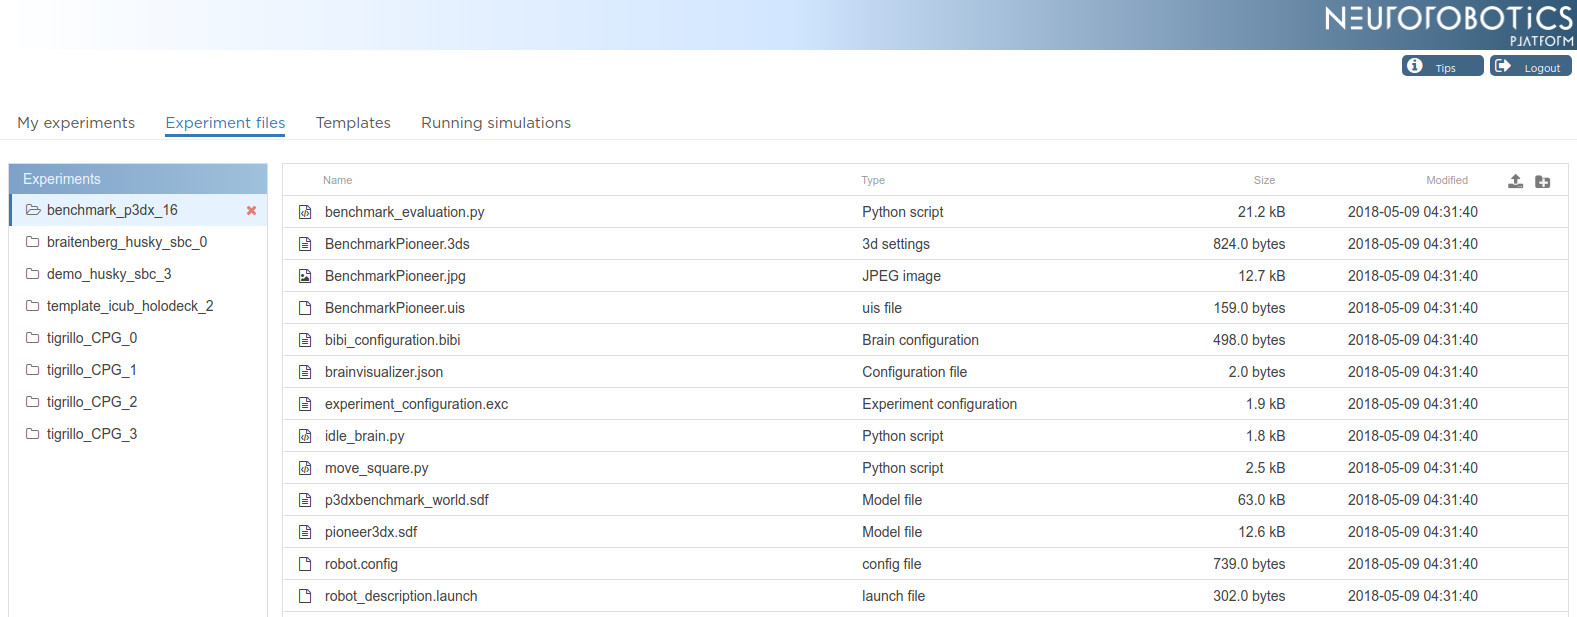 NEUROROBOTICS
PLATFORM
Tips
Logout
My experiments Experiment files Templates Running simulations
Experiments
benchmark_p3dx_16
braitenberg_husky_sbc_0
demo_husky_sbc_3
template_icub_holodeck_2
tigrillo_CPG_0
tigrillo_CPG_1
tigrillo_CPG_2
tigrillo_CPG_3
Name Type Size Modified
benchmark_evaluation.py Python script 21.2 kB 2018-05-09 04:31:40
BenchmarkPioneer.3ds 3d settings 824.0 bytes 2018-05-09 04:31:40
BenchmarkPioneer.jpg JPEG image 12.7 kB 2018-05-09 04:31:40
BenchmarkPioneer.uis uis file 159.0 bytes 2018-05-09 04:31:40
bibi_configuration.bibi Brain configuration 498.0 bytes 2018-05-09 04:31:40
brainvisualizer.json Configuration file 2.0 bytes 2018-05-09 04:31:40
experiment_configuration.exc Experiment configuration 1.9 kB 2018-05-09 04:31:40
idle_brain.py Python script 1.8 kB 2018-05-09 04:31:40
move_square.py Python script 2.5 kB 2018-05-09 04:31:40
p3dxbenchmark_world.sdf Model file 63.0 kB 2018-05-09 04:31:40
pioneer3dx.sdf Model file 12.6 kB 2018-05-09 04:31:40
robot.config config file 739.0 bytes 2018-05-09 04:31:40
robot_description.launch launch file 302.0 bytes 2018-05-09 04:31:40